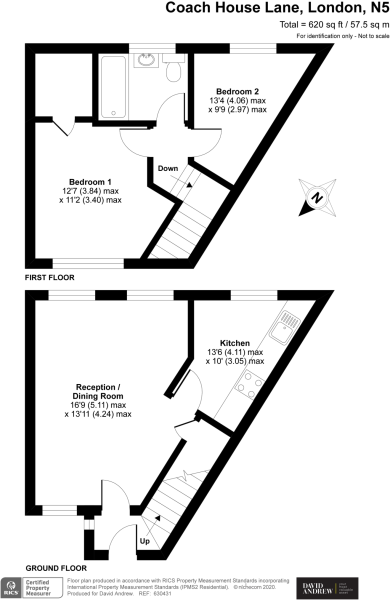 Coach House Lane, London, N5
Total = 620 sq ft / 57.5 sq m
For identification only - Not to scale
Bedroom 2
13'4 (4.06) max
x 9'9 (2.97) max
Down
Bedroom 1
12'7 (3.84) max
x 11'2 (3.40) max
N
FIRST FLOOR
Kitchen
13'6 (4.11) max
x 10' (3.05) max
Reception /
Dining Room
16'9 (5.11) max
x 13'11 (4.24) max
Up
GROUND FLOOR
RICS
Certified
Property
Measurer
Floor plan produced in accordance with RICS Property Measurement Standards incorporating
International Property Measurement Standards (IPMS2 Residential). © nichecom 2020.
Produced for David Andrew. REF: 630431
DAVID
ANDREW